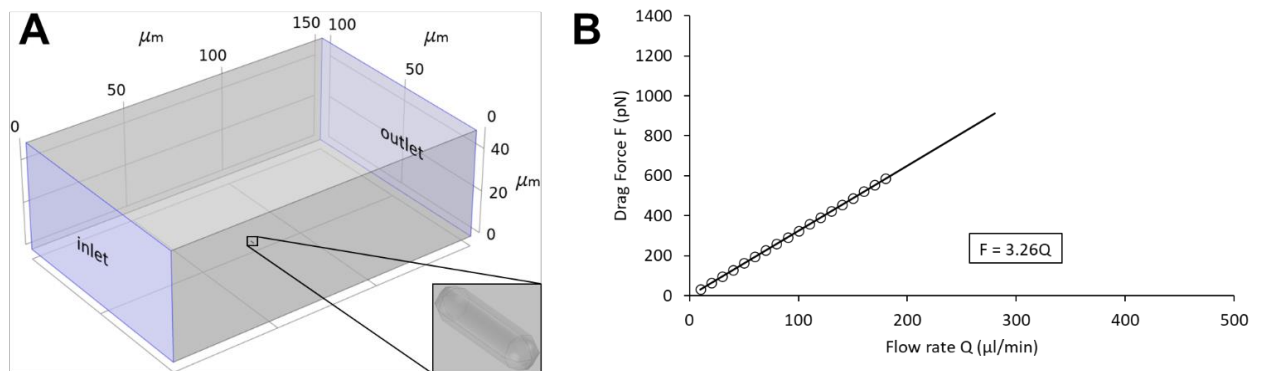 A
μm
150 100
μm
100
50
50
0
0
outlet
40
μm
20
inlet
0
B
Drag Force F (pN)
1400
1200
1000
800
600
400
200
0
F = 3.26Q
0 100 200 300 400 500
Flow rate Q (μl/min)